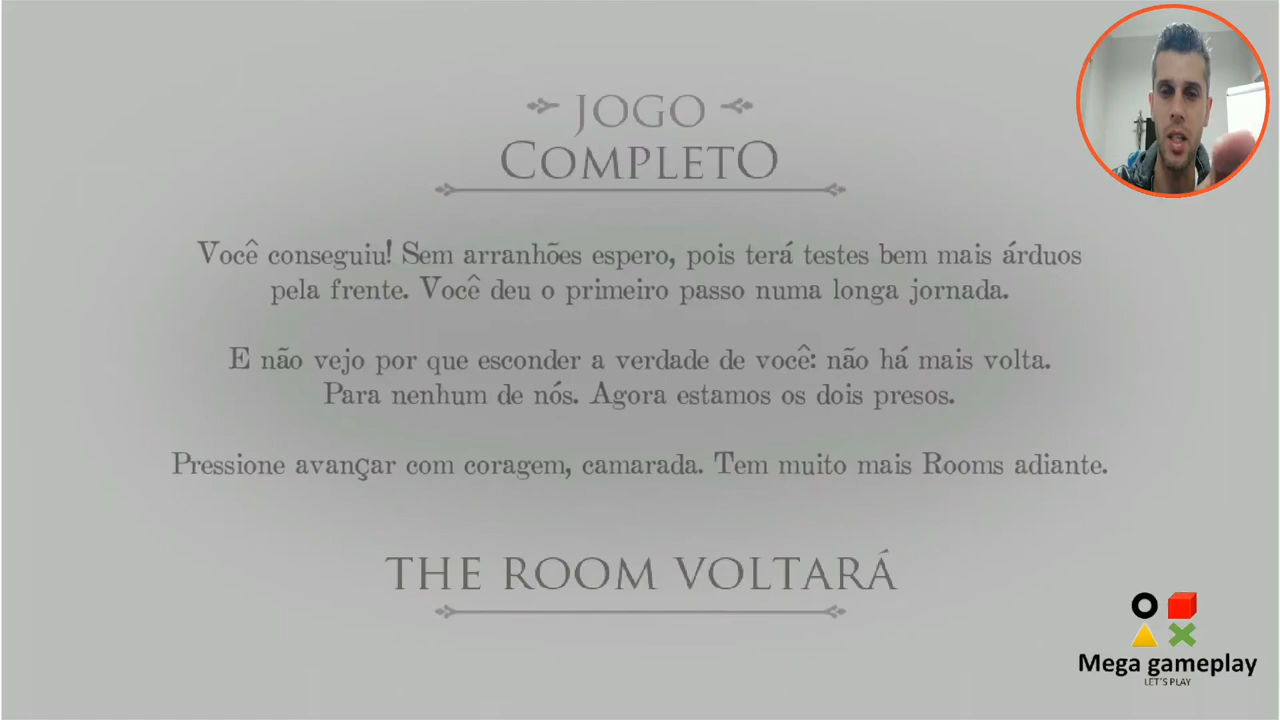 JOGO
COMPLETO
Você conseguiu! Sem arranhões espero, pois terá testes bem mais árduos
pela frente. Você deu o primeiro passo numa longa jornada.
E não vejo por que esconder a verdade de você: não há mais volta.
Para nenhum de nós. Agora estamos os dois presos.
Pressione avançar com coragem, camarada. Tem muito mais Rooms adiante.
THE ROOM VOLTARÁ
Mega gameplay
LET'S PLAY